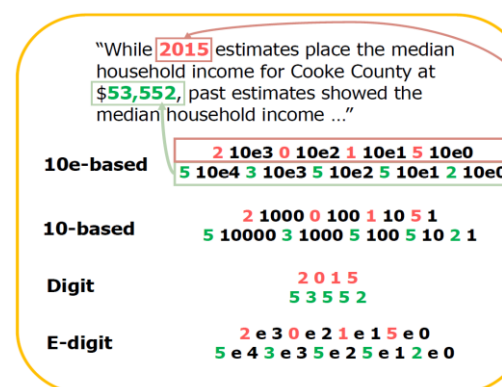 “While 2015 estimates place the median
household income for Cooke County at
$53,552, past estimates showed the
median household income ...”
10e-based
2 10e3 0 10e2 1 10e1 5 10e0
5 10e4 3 10e3 5 10e2 5 10e1 2 10e0
10-based
2 1000 0 100 1 10 5 1
5 10000 3 1000 5 100 5 10 2 1
Digit
2 0 1 5
5 3 5 5 2
E-digit
2 e 3 0 e 2 1 e 1 5 e 0
5 e 4 3 e 3 5 e 2 5 e 1 2 e 0